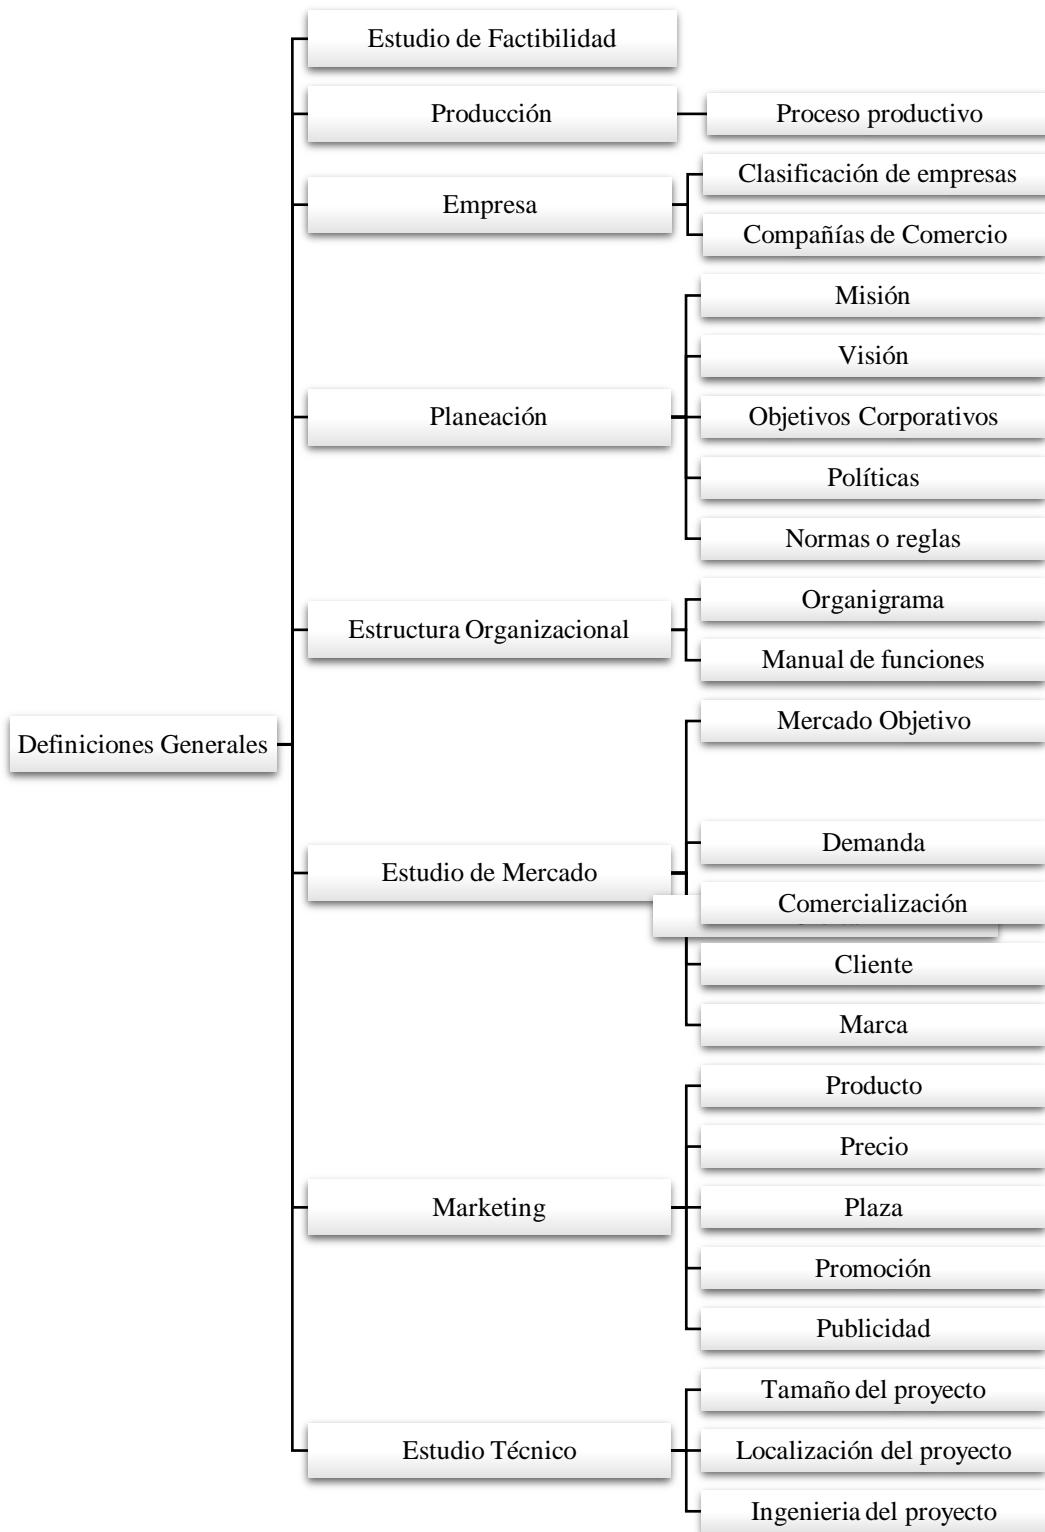 Estudio de Factibilidad
Producción
Proceso productivo
Clasificación de empresas
Empresa
Compañías de Comercio
Misión
Visión
Planeación
Objetivos Corporativos
Políticas
Normas o reglas
Organigrama
Estructura Organizacional
Manual de funciones
Mercado Objetivo
Definiciones Generales
Demanda
Estudio de Mercado
Comercialización
Cliente
Marca
Producto
Precio
Marketing
Plaza
Promoción
Publicidad
Tamaño del proyecto
Estudio Técnico
Localización del proyecto
Ingenieria del proyecto